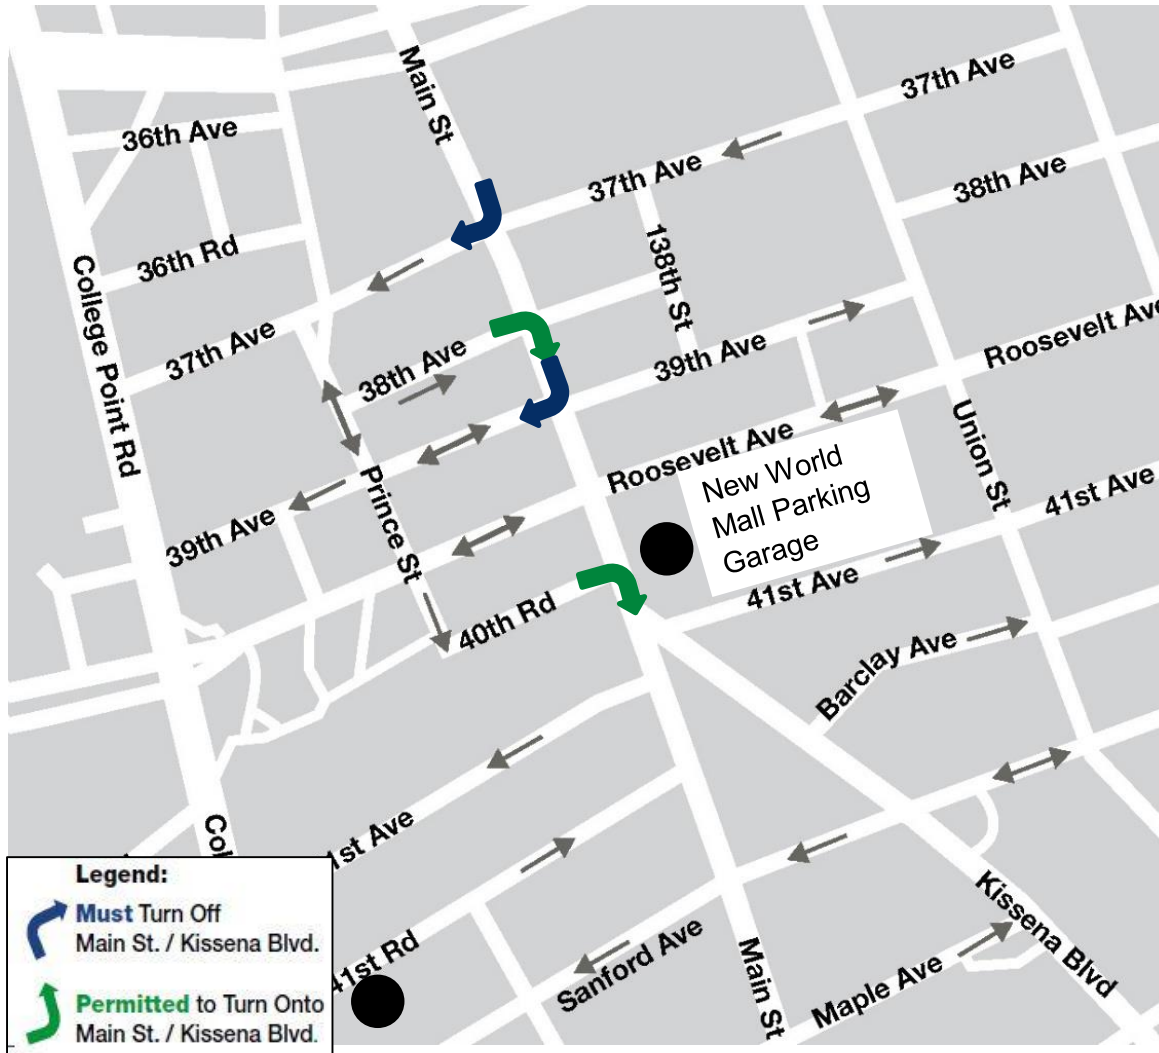 Main St
37th Ave
36th Ave
37th Ave
38th Ave
36th Rd
138th St
College Point Rd
37th Ave
38th Ave
39th Ave
Roosevelt Ave
Roosevelt Ave
Union St
New World
Mall Parking
Garage
Prince St
39th Ave
41st Ave
41st Ave
40th Rd
Barclay Ave
Col
1st Ave
Legend:
Must Turn Off
Main St. / Kissena Blvd.
Permitted to Turn Onto
Main St. / Kissena Blvd.
41st Rd
Sanford Ave
Main St
Maple Ave
Kissena Blvd